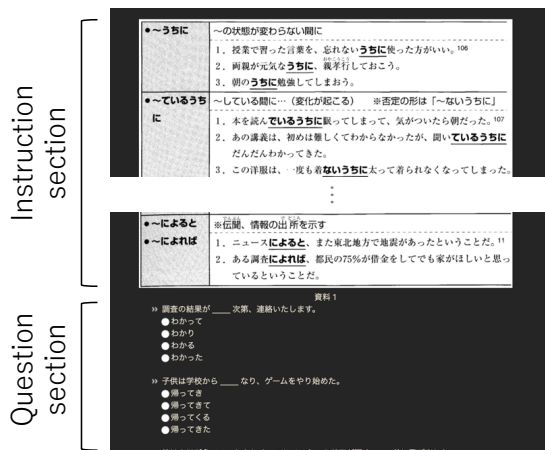 Instruction section
●～うちに ～の状態が変わらない間に
1．授業で習った言葉を、忘れないうちに使った方がいい。106
2．両親が元気なうちに、親孝行しておこう。
3．朝のうちに勉強してしまおう。
●～ているうちに ～している間に…（変化が起こる） ※否定の形は「～ないうちに」
1．本を読んでいるうちに眠ってしまって、気がついたら朝だった。107
2．あの講義は、初めは難しくてわからなかったが、聞いているうちに
だんだんわかってきた。
3．この洋服は、一度も着ないうちに太って着られなくなってしまった。
⋮
●～によると ※伝聞、情報の出所を示す
●～によれば 1．ニュースによると、また東北地方で地震があったということだ。11
2．ある調査によれば、都民の75%が借金をしてでも家がほしいと思っ
ているということだ。
資料1
Question section
›› 調査の結果が ____ 次第、連絡いたします。
わかって
わかり
わかる
わかった
›› 子供は学校から ____ なり、ゲームをやり始めた。
帰ってき
帰ってきて
帰ってくる
帰ってきた